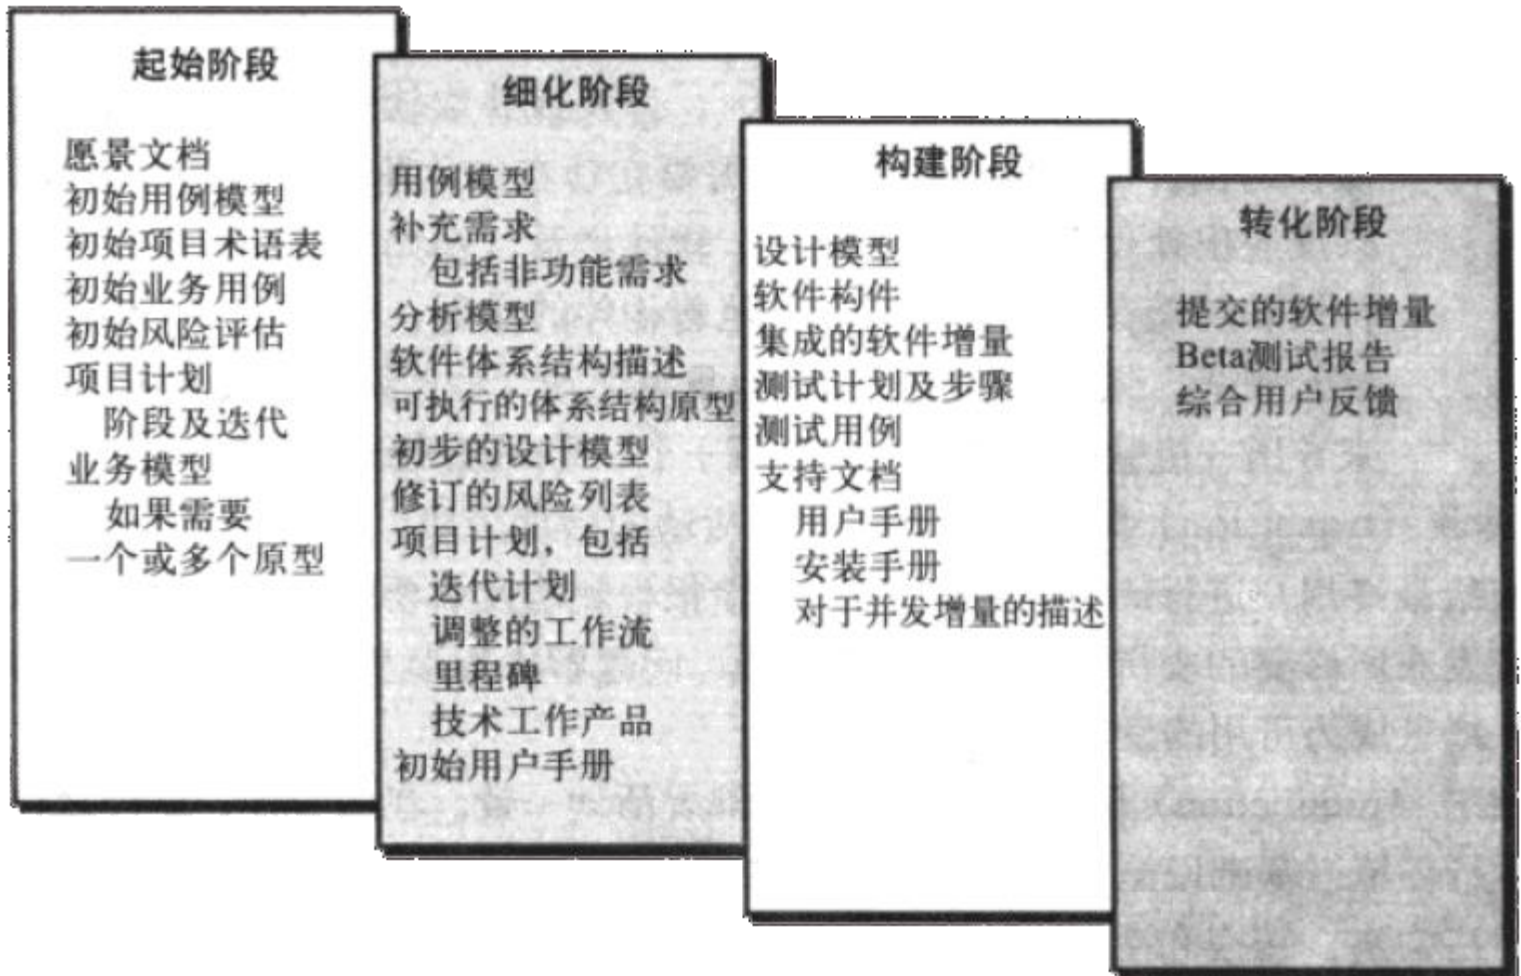 起始阶段
愿景文档
初始用例模型
初始项目术语表
初始业务用例
初始风险评估
项目计划
阶段及迭代
业务模型
如果需要
一个或多个原型
细化阶段
用例模型
补充需求
包括非功能需求
分析模型
软件体系结构描述
可执行的体系结构原型
初步的设计模型
修订的风险列表
项目计划，包括
迭代计划
调整的工作流
里程碑
技术工作产品
初始用户手册
构建阶段
设计模型
软件构件
集成的软件增量
测试计划及步骤
测试用例
支持文档
用户手册
安装手册
对于并发增量的描述
转化阶段
提交的软件增量
Beta测试报告
综合用户反馈